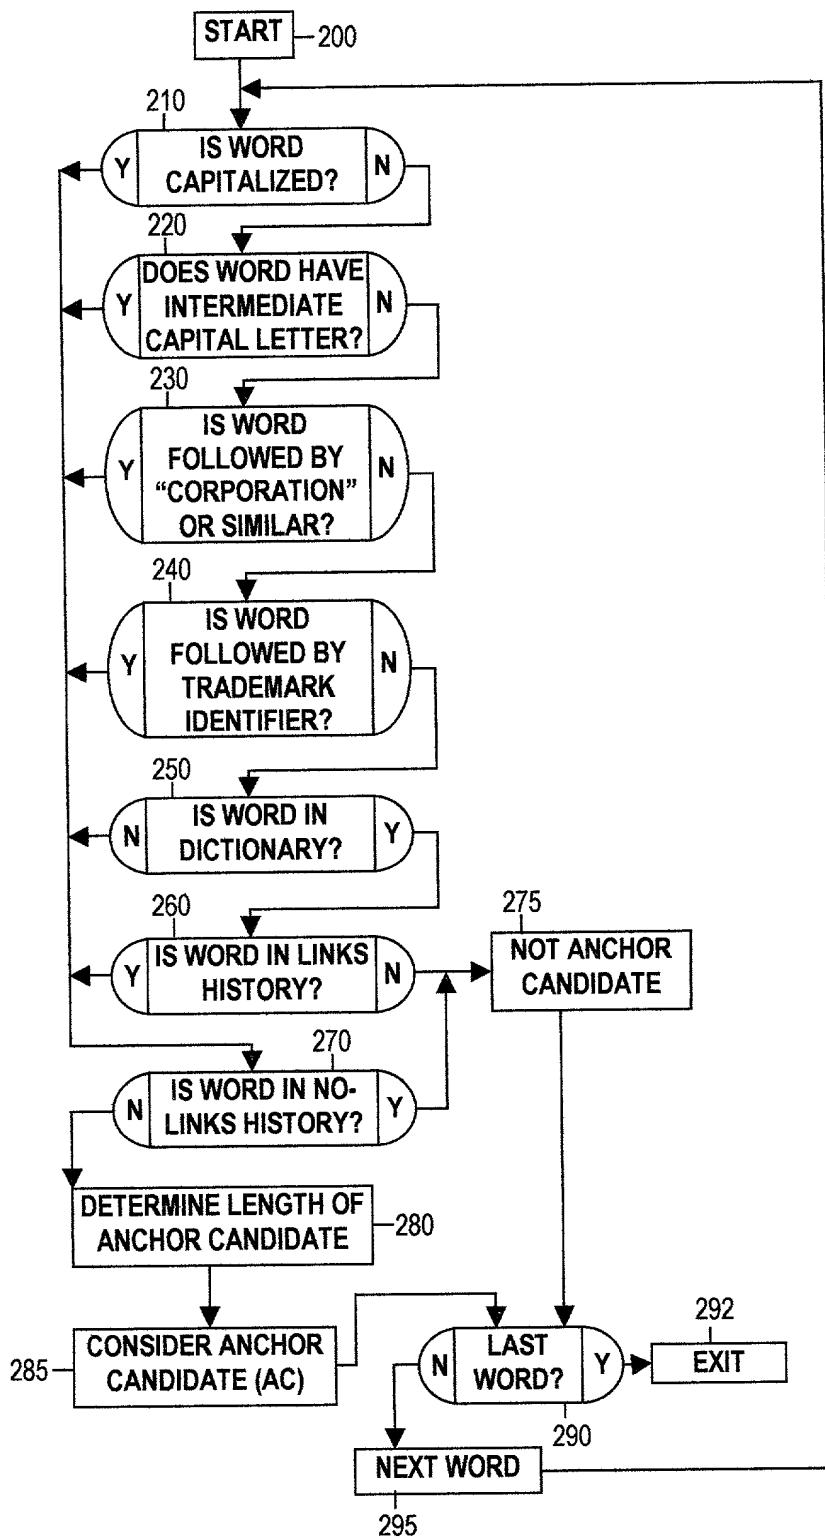 START
200
210
Y
IS WORD
CAPITALIZED?
N
220
Y
DOES WORD HAVE
INTERMEDIATE
CAPITAL LETTER?
N
230
Y
IS WORD
FOLLOWED BY
“CORPORATION”
OR SIMILAR?
N
240
Y
IS WORD
FOLLOWED BY
TRADEMARK
IDENTIFIER?
N
250
N
IS WORD IN
DICTIONARY?
Y
260
Y
IS WORD IN LINKS
HISTORY?
N
275
NOT ANCHOR
CANDIDATE
270
N
IS WORD IN NO-
LINKS HISTORY?
Y
DETERMINE LENGTH OF
ANCHOR CANDIDATE
280
285
CONSIDER ANCHOR
CANDIDATE (AC)
N
LAST
WORD?
Y
290
292
EXIT
NEXT WORD
295